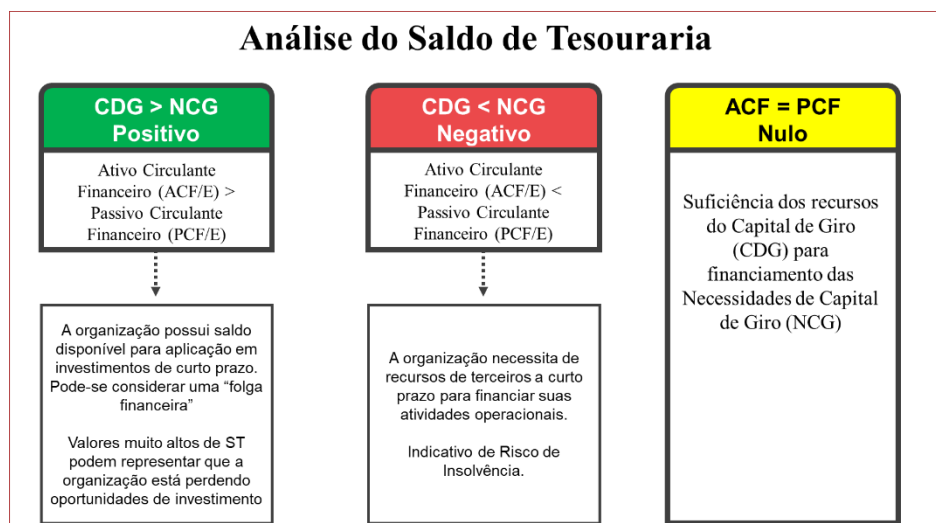 Análise do Saldo de Tesouraria
CDG > NCG
Positivo
Ativo Circulante
Financeiro (ACF/E) >
Passivo Circulante
Financeiro (PCF/E)
A organização possui saldo
disponível para aplicação em
investimentos de curto prazo.
Pode-se considerar uma “folga
financeira”
Valores muito altos de ST
podem representar que a
organização está perdendo
oportunidades de investimento
CDG < NCG
Negativo
Ativo Circulante
Financeiro (ACF/E) <
Passivo Circulante
Financeiro (PCF/E)
A organização necessita de
recursos de terceiros a curto
prazo para financiar suas
atividades operacionais.
Indicativo de Risco de
Insolvência.
ACF = PCF
Nulo
Suficiência dos recursos
do Capital de Giro
(CDG) para
financiamento das
Necessidades de Capital
de Giro (NCG)